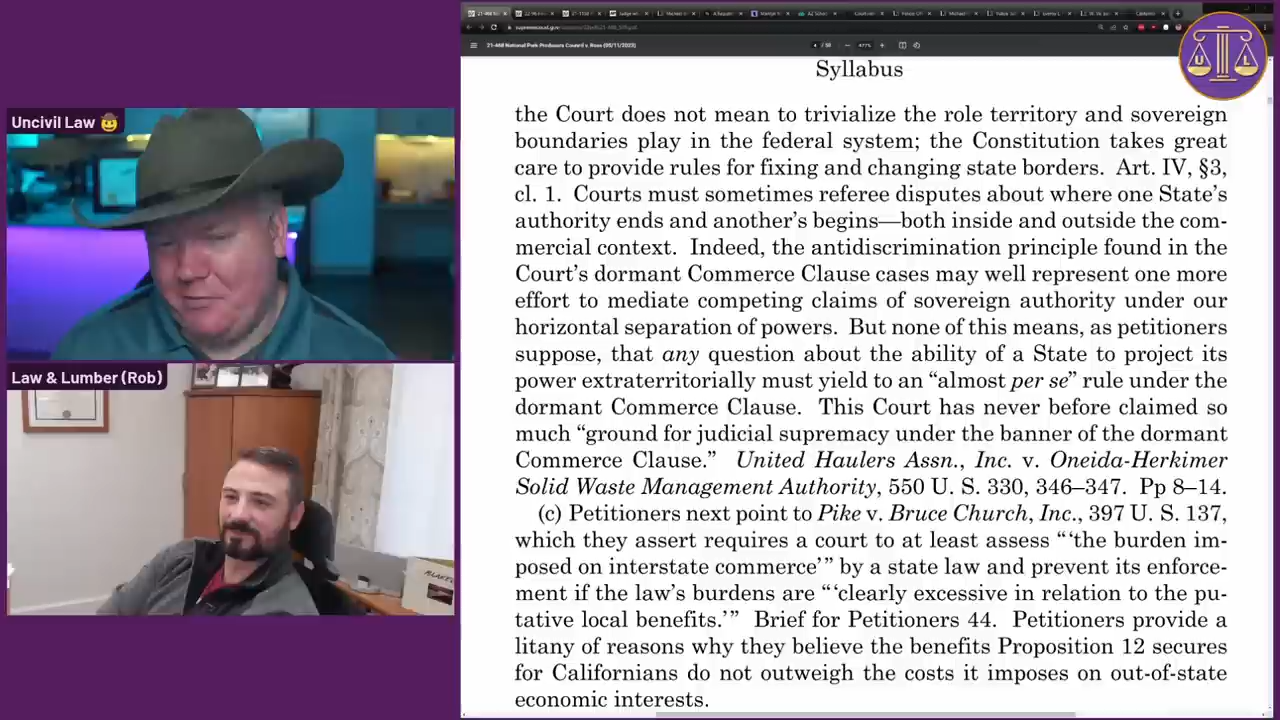 Uncivil Law 🤠
Law & Lumber (Rob)
21-468 National Pork Producers Council v. Ross (05/11/2023)
4 / 58
477%
U L
Syllabus
the Court does not mean to trivialize the role territory and sovereign
boundaries play in the federal system; the Constitution takes great
care to provide rules for fixing and changing state borders. Art. IV, §3,
cl. 1. Courts must sometimes referee disputes about where one State’s
authority ends and another’s begins—both inside and outside the com-
mercial context. Indeed, the antidiscrimination principle found in the
Court’s dormant Commerce Clause cases may well represent one more
effort to mediate competing claims of sovereign authority under our
horizontal separation of powers. But none of this means, as petitioners
suppose, that any question about the ability of a State to project its
power extraterritorially must yield to an “almost per se” rule under the
dormant Commerce Clause. This Court has never before claimed so
much “ground for judicial supremacy under the banner of the dormant
Commerce Clause.” United Haulers Assn., Inc. v. Oneida-Herkimer
Solid Waste Management Authority, 550 U. S. 330, 346–347. Pp 8–14.
(c) Petitioners next point to Pike v. Bruce Church, Inc., 397 U. S. 137,
which they assert requires a court to at least assess “‘the burden im-
posed on interstate commerce’” by a state law and prevent its enforce-
ment if the law’s burdens are “‘clearly excessive in relation to the pu-
tative local benefits.’” Brief for Petitioners 44. Petitioners provide a
litany of reasons why they believe the benefits Proposition 12 secures
for Californians do not outweigh the costs it imposes on out-of-state
economic interests.